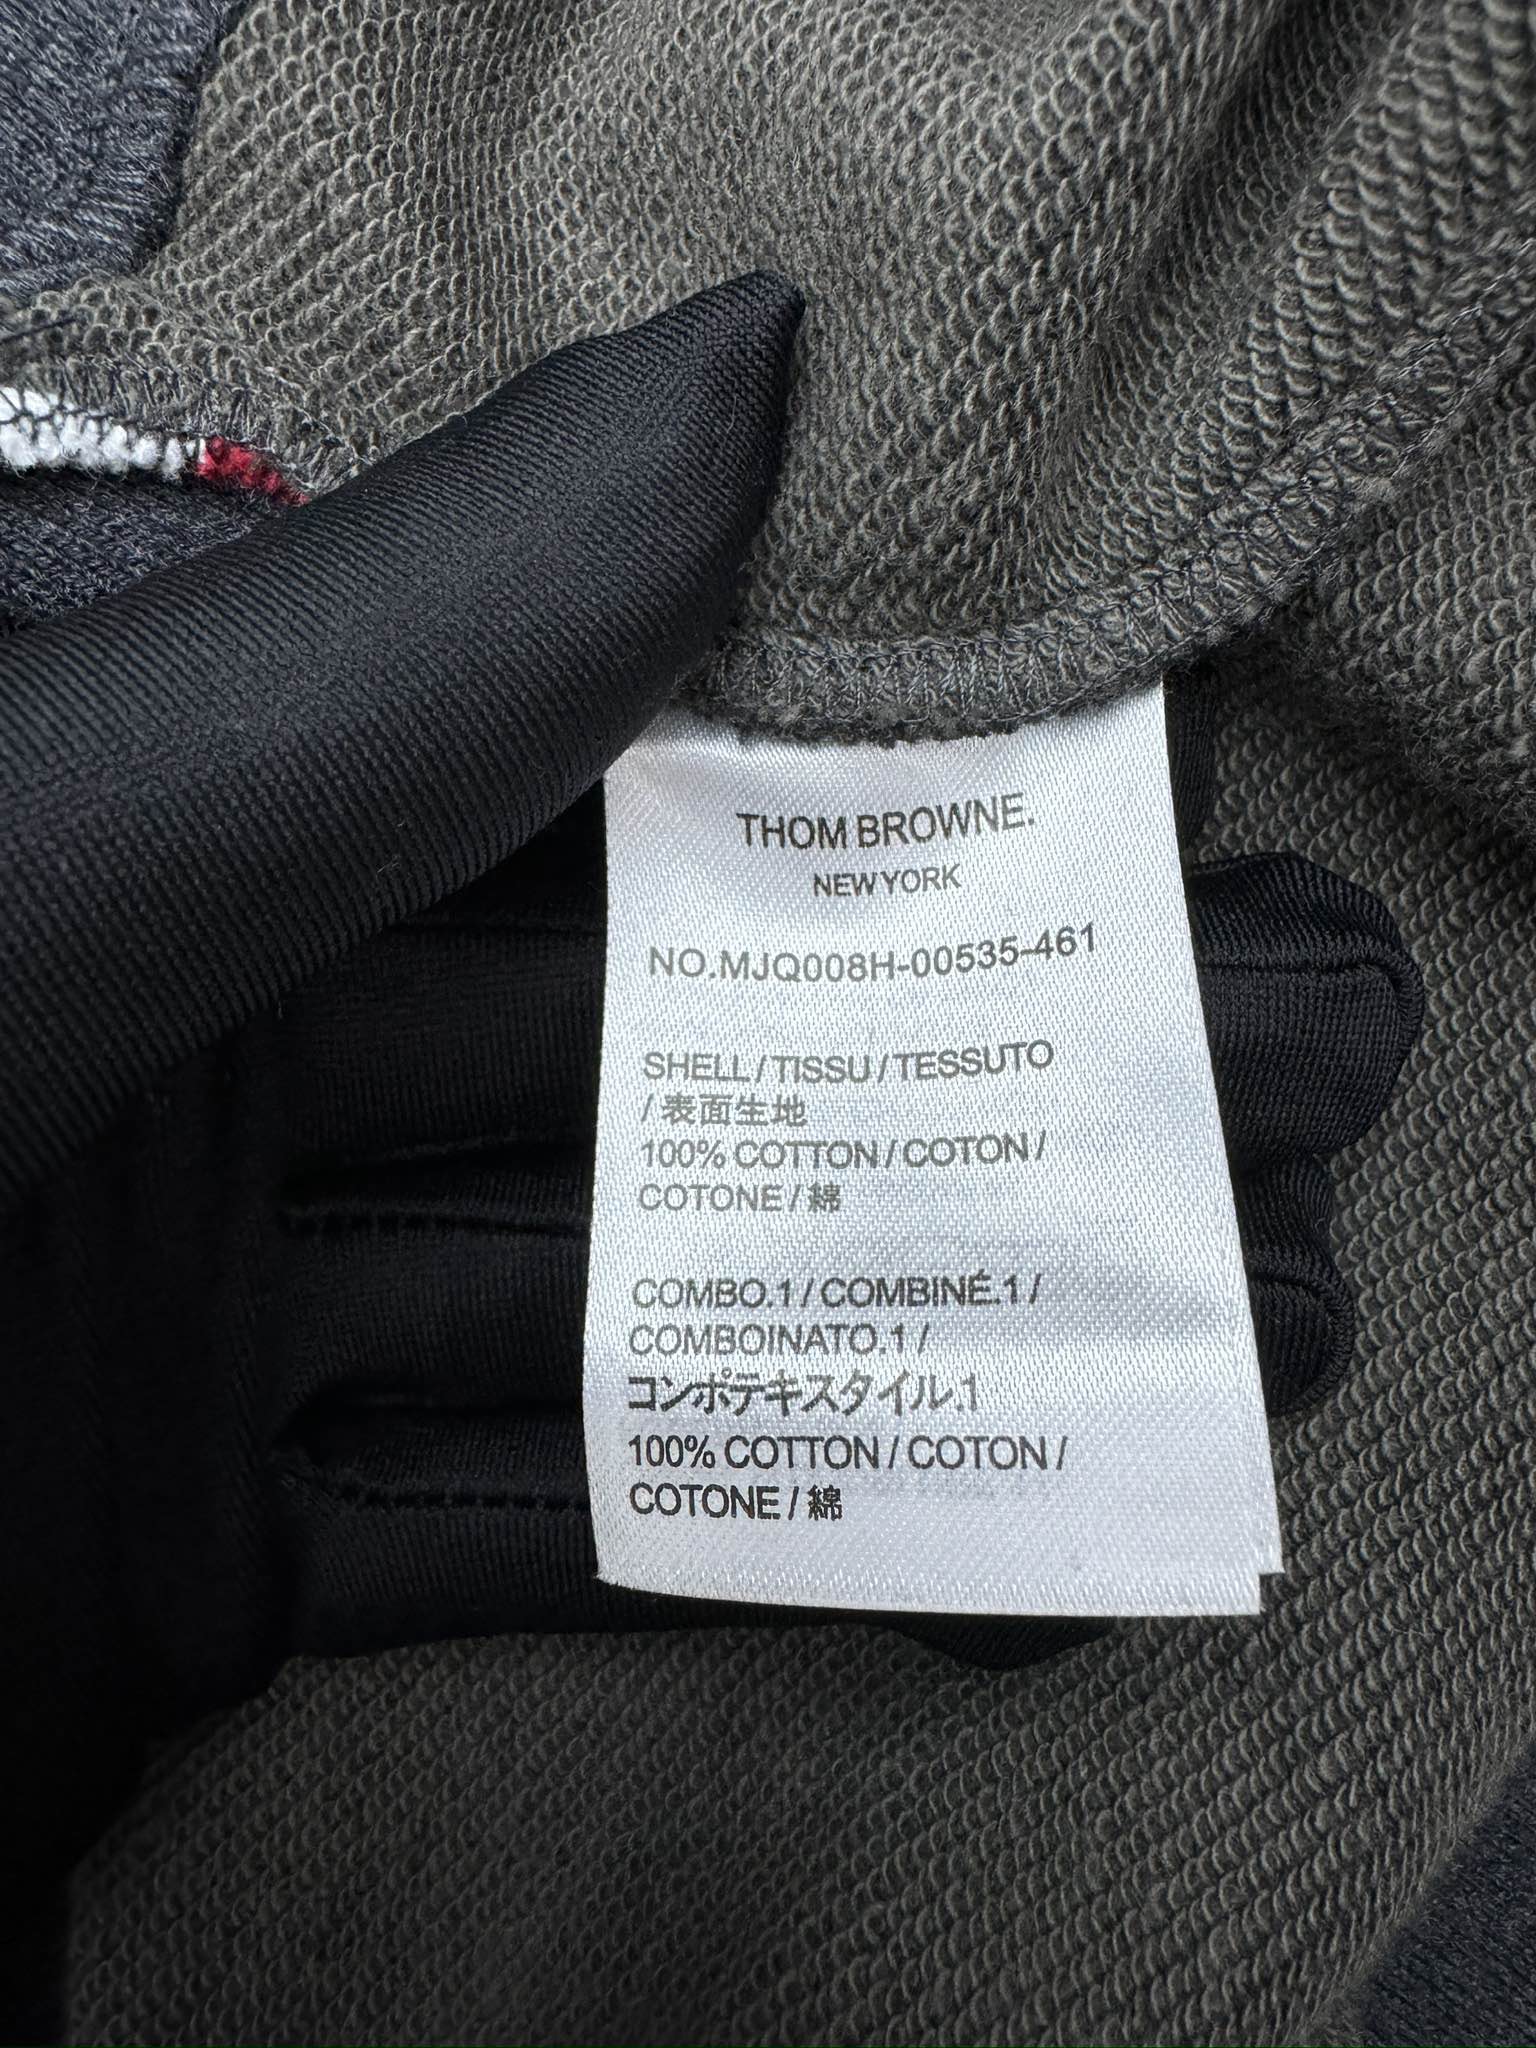 THOM BROWNE.
NEW YORK
NO.MJQ008H-00535-461
SHELL / TISSU / TESSUTO
/ 表面生地
100% COTTON / COTON /
COTONE / 綿
COMBO.1 / COMBINÉ.1 /
COMBOINATO.1 /
コンポテキスタイル.1
100% COTTON / COTON /
COTONE / 綿